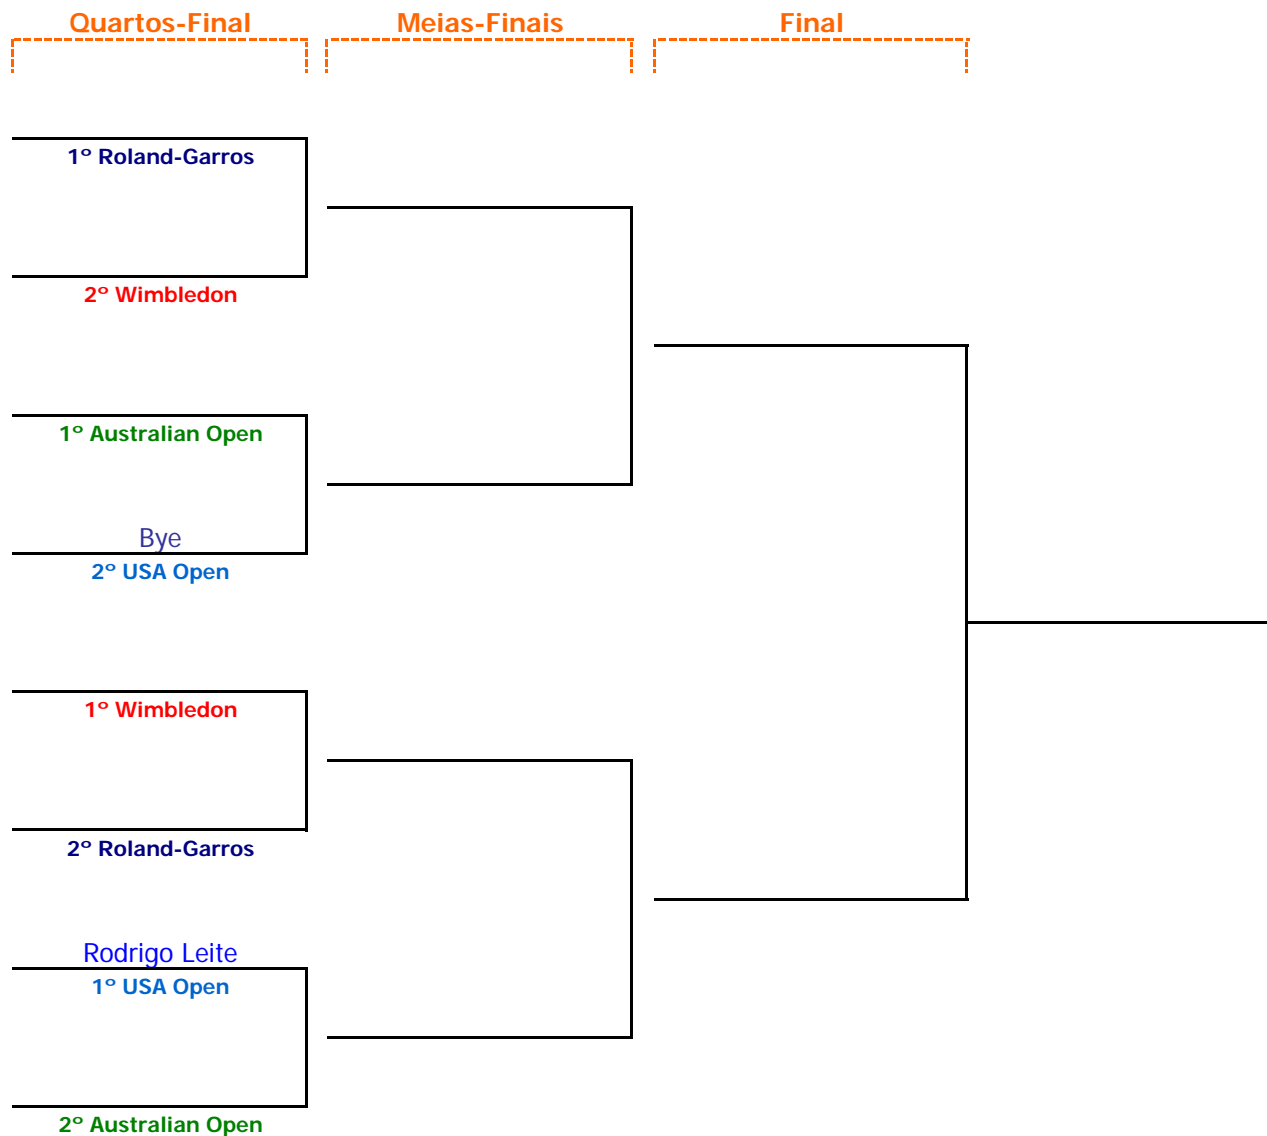 Quartos-Final Meias-Finais Final
1º Roland-Garros
2º Wimbledon
1º Australian Open
Bye
2º USA Open
1º Wimbledon
2º Roland-Garros
Rodrigo Leite
1º USA Open
2º Australian Open